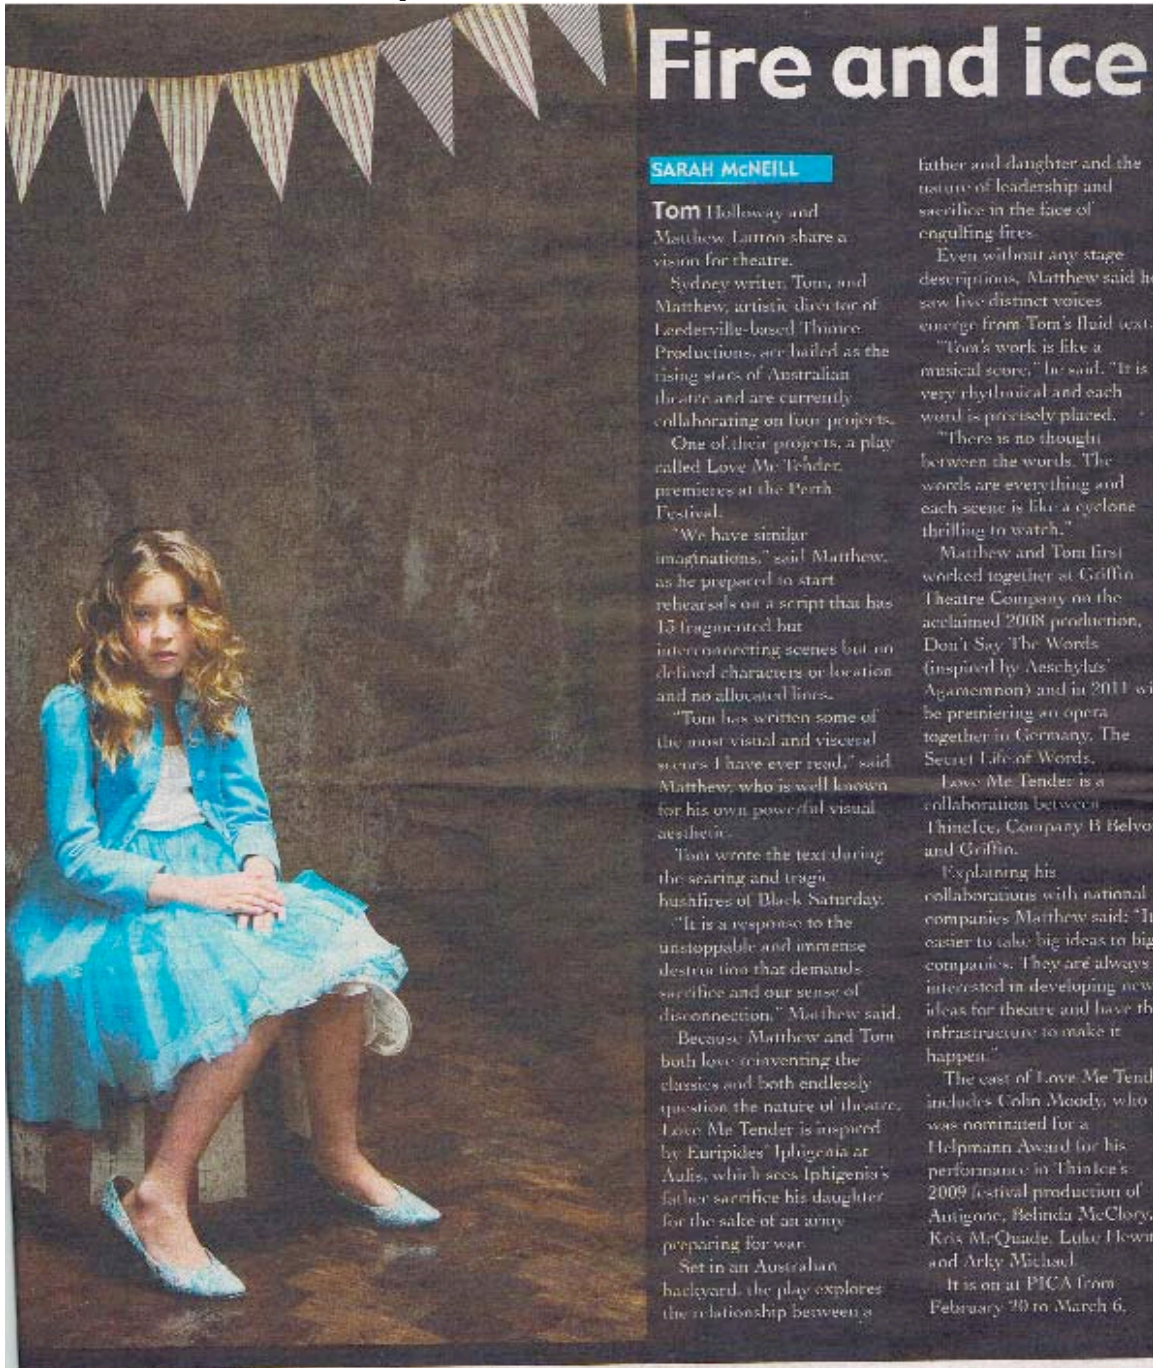 Fire and ice
SARAH McNEILL
Tom Holloway and
Matthew Lutton share a
vision for theatre.
Sydney writer, Tom, and
Matthew, artistic director of
Leederville-based Thinice
Productions, are hailed as the
rising stars of Australian
theatre and are currently
collaborating on four projects.
One of their projects, a play
called Love Me Tender,
premieres at the Perth
Festival.
"We have similar
imaginations," said Matthew,
as he prepared to start
rehearsals on a script that has
15 fragmented but
interconnecting scenes but no
defined characters or location
and no allocated lines.
"Tom has written some of
the most visual and visceral
scenes I have ever read," said
Matthew, who is well known
for his own powerful visual
aesthetic.
Tom wrote the text during
the searing and tragic
bushfires of Black Saturday.
"It is a response to the
unstoppable and immense
destruction that demands
sacrifice and our sense of
disconnection," Matthew said.
Because Matthew and Tom
both love reinventing the
classics and both endlessly
question the nature of theatre,
Love Me Tender is inspired
by Euripides' Iphigenia at
Aulis, which sees Iphigenia's
father sacrifice his daughter
for the sake of an army
preparing for war.
Set in an Australian
backyard, the play explores
the relationship between a
father and daughter and the
nature of leadership and
sacrifice in the face of
engulfing fires.
Even without any stage
descriptions, Matthew said he
saw five distinct voices
emerge from Tom's fluid text.
"Tom's work is like a
musical score," he said. "It is
very rhythmical and each
word is precisely placed.
"There is no thought
between the words. The
words are everything and
each scene is like a cyclone
thrilling to watch."
Matthew and Tom first
worked together at Griffin
Theatre Company on the
acclaimed 2008 production,
Don't Say The Words
(inspired by Aeschylus'
Agamemnon) and in 2011 wi
be premiering an opera
together in Germany, The
Secret Life of Words.
Love Me Tender is a
collaboration between
ThineIce, Company B Belvo
and Griffin.
Explaining his
collaborations with national
companies Matthew said: "It
easier to take big ideas to big
companies. They are always
interested in developing new
ideas for theatre and have th
infrastructure to make it
happen."
The cast of Love Me Tend
includes Colin Moody, who
was nominated for a
Helpmann Award for his
performance in ThinIce's
2009 festival production of
Antigone, Belinda McClory,
Kris McQuade, Luke Hewi
and Arky Michael.
It is on at PICA from
February 20 to March 6.